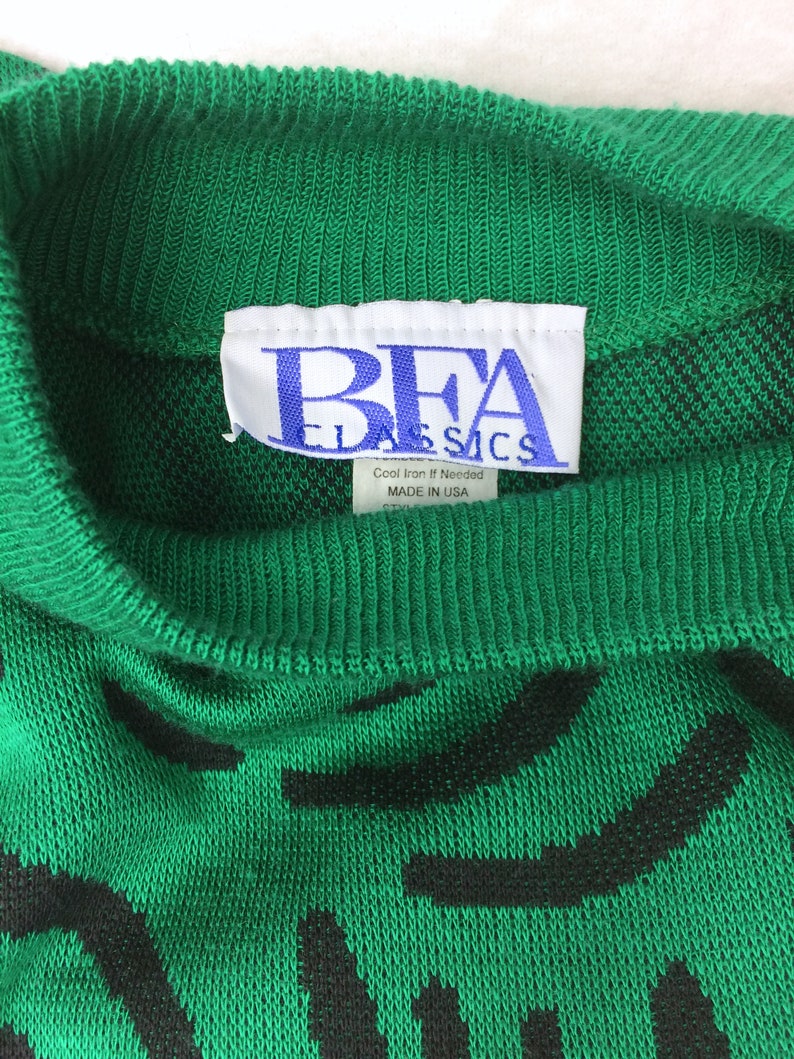 BFA
CLASSICS
Cool Iron If Needed
MADE IN USA